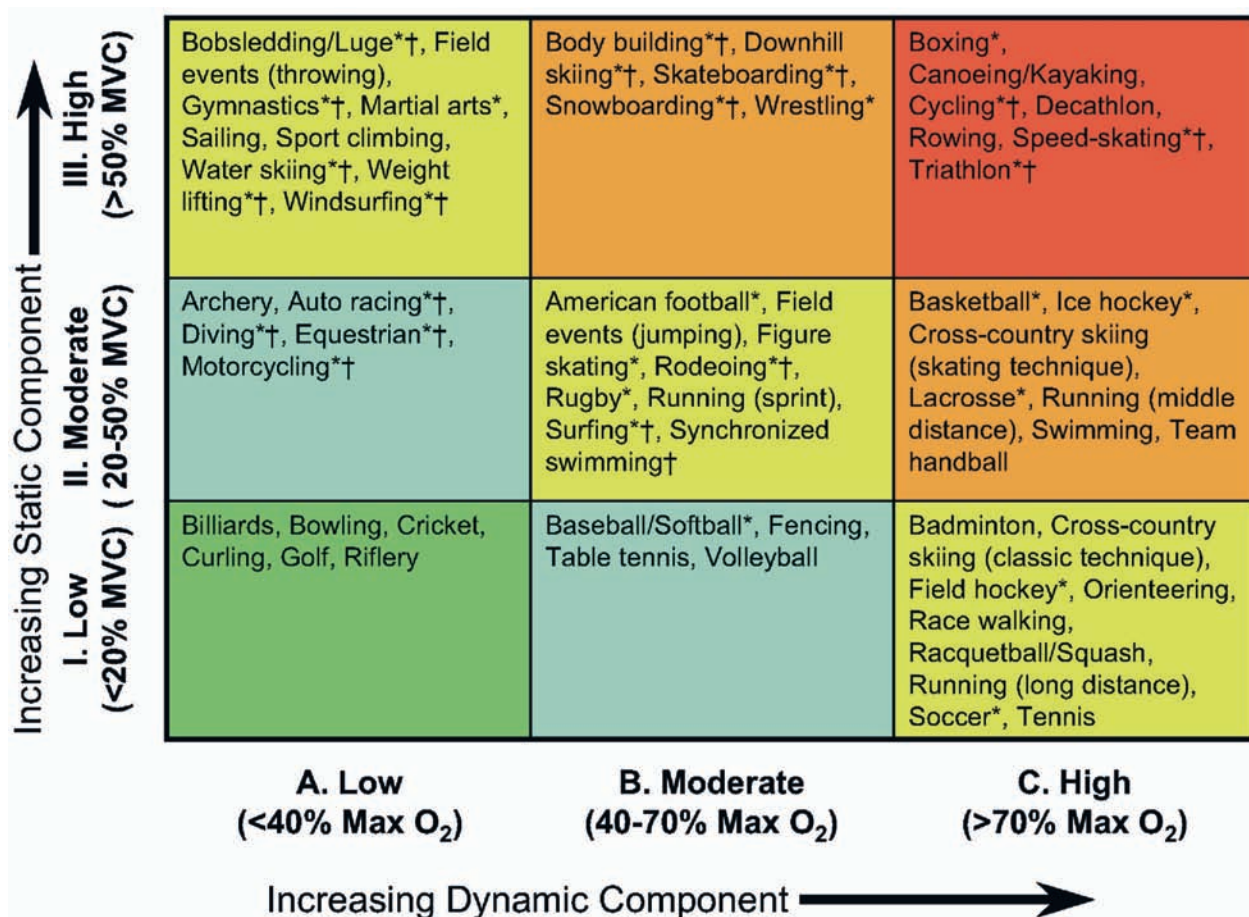 Increasing Static Component
III. High
(>50% MVC)
Bobsledding/Luge*†, Field
events (throwing),
Gymnastics*†, Martial arts*,
Sailing, Sport climbing,
Water skiing*†, Weight
lifting*†, Windsurfing*†
Body building*†, Downhill
skiing*†, Skateboarding*†,
Snowboarding*†, Wrestling*
Boxing*,
Canoeing/Kayaking,
Cycling*†, Decathlon,
Rowing, Speed-skating*†,
Triathlon*†
II. Moderate
( 20-50% MVC)
Archery, Auto racing*†,
Diving*†, Equestrian*†,
Motorcycling*†
American football*, Field
events (jumping), Figure
skating*, Rodeoing*†,
Rugby*, Running (sprint),
Surfing*†, Synchronized
swimming†
Basketball*, Ice hockey*,
Cross-country skiing
(skating technique),
Lacrosse*, Running (middle
distance), Swimming, Team
handball
I. Low
(<20% MVC)
Billiards, Bowling, Cricket,
Curling, Golf, Riflery
Baseball/Softball*, Fencing,
Table tennis, Volleyball
Badminton, Cross-country
skiing (classic technique),
Field hockey*, Orienteering,
Race walking,
Racquetball/Squash,
Running (long distance),
Soccer*, Tennis
A. Low
(<40% Max O₂)
B. Moderate
(40-70% Max O₂)
C. High
(>70% Max O₂)
Increasing Dynamic Component